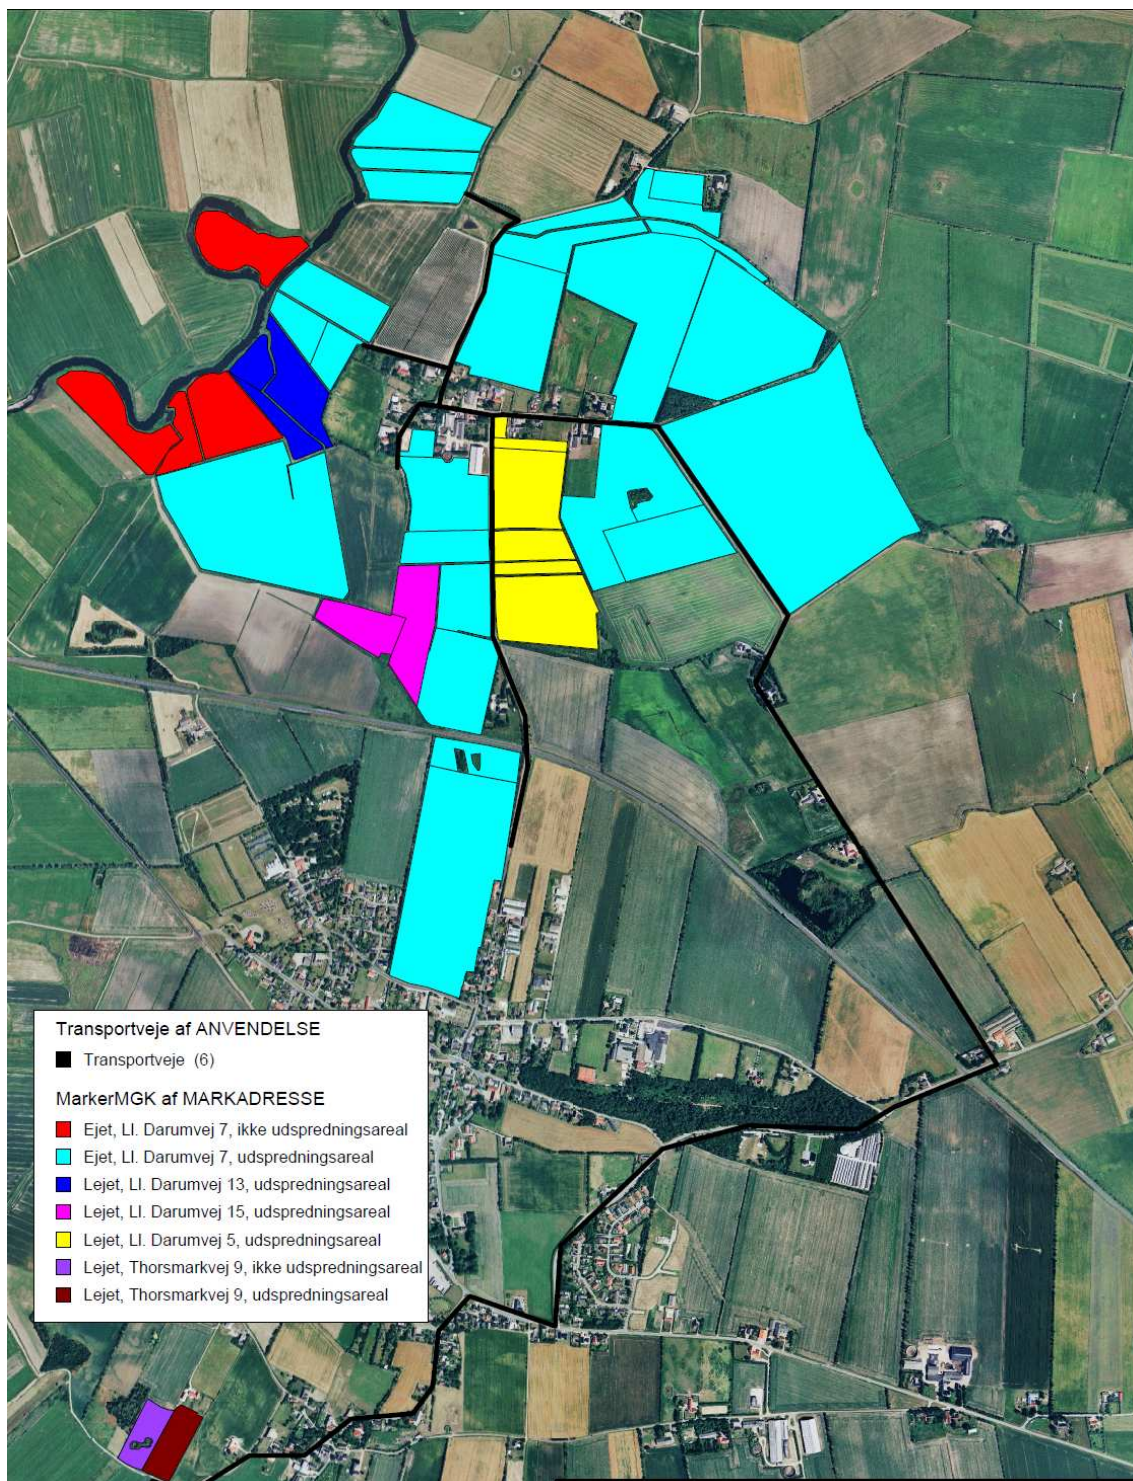 Transportveje af ANVENDELSE
Transportveje (6)
MarkerMGK af MARKADRESSE
Ejet, Ll. Darumvej 7, ikke udspredningsareal
Ejet, Ll. Darumvej 7, udspredningsareal
Lejet, Ll. Darumvej 13, udspredningsareal
Lejet, Ll. Darumvej 15, udspredningsareal
Lejet, Ll. Darumvej 5, udspredningsareal
Lejet, Thorsmarkvej 9, ikke udspredningsareal
Lejet, Thorsmarkvej 9, udspredningsareal